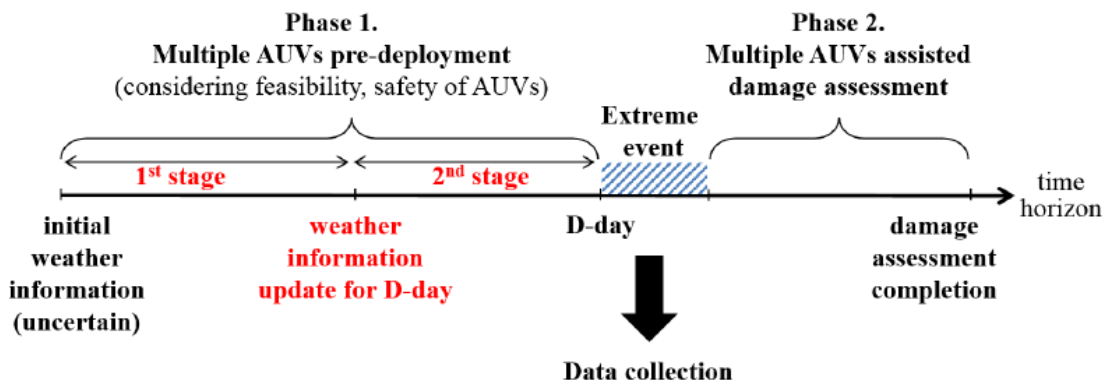 Phase 1.
Multiple AUVs pre-deployment
(considering feasibility, safety of AUVs)
Phase 2.
Multiple AUVs assisted
damage assessment
Extreme
event
1st stage
2nd stage
time
horizon
initial
weather
information
(uncertain)
weather
information
update for D-day
D-day
damage
assessment
completion
Data collection